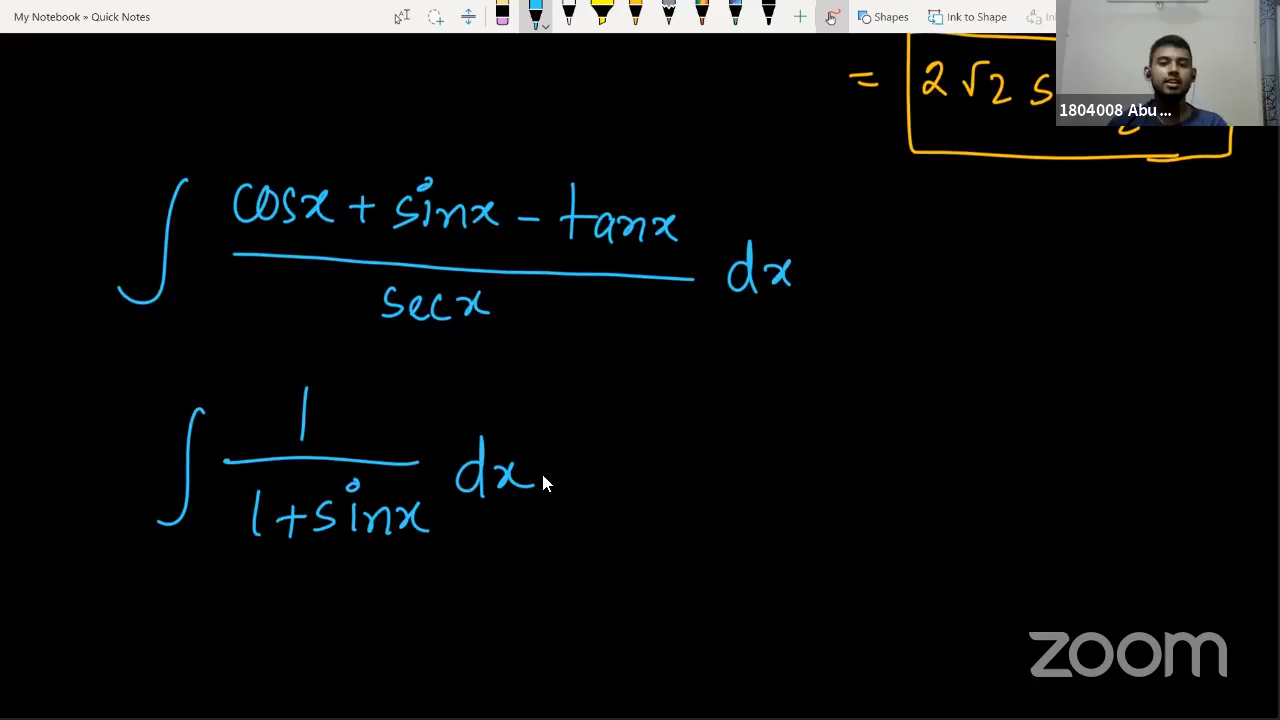 My Notebook » Quick Notes
Shapes
Ink to Shape
= 2√2 s
1804008 Abu ...
∫ (cosx + sinx - tanx) / secx dx
∫ 1 / (1+sinx) dx
zoom